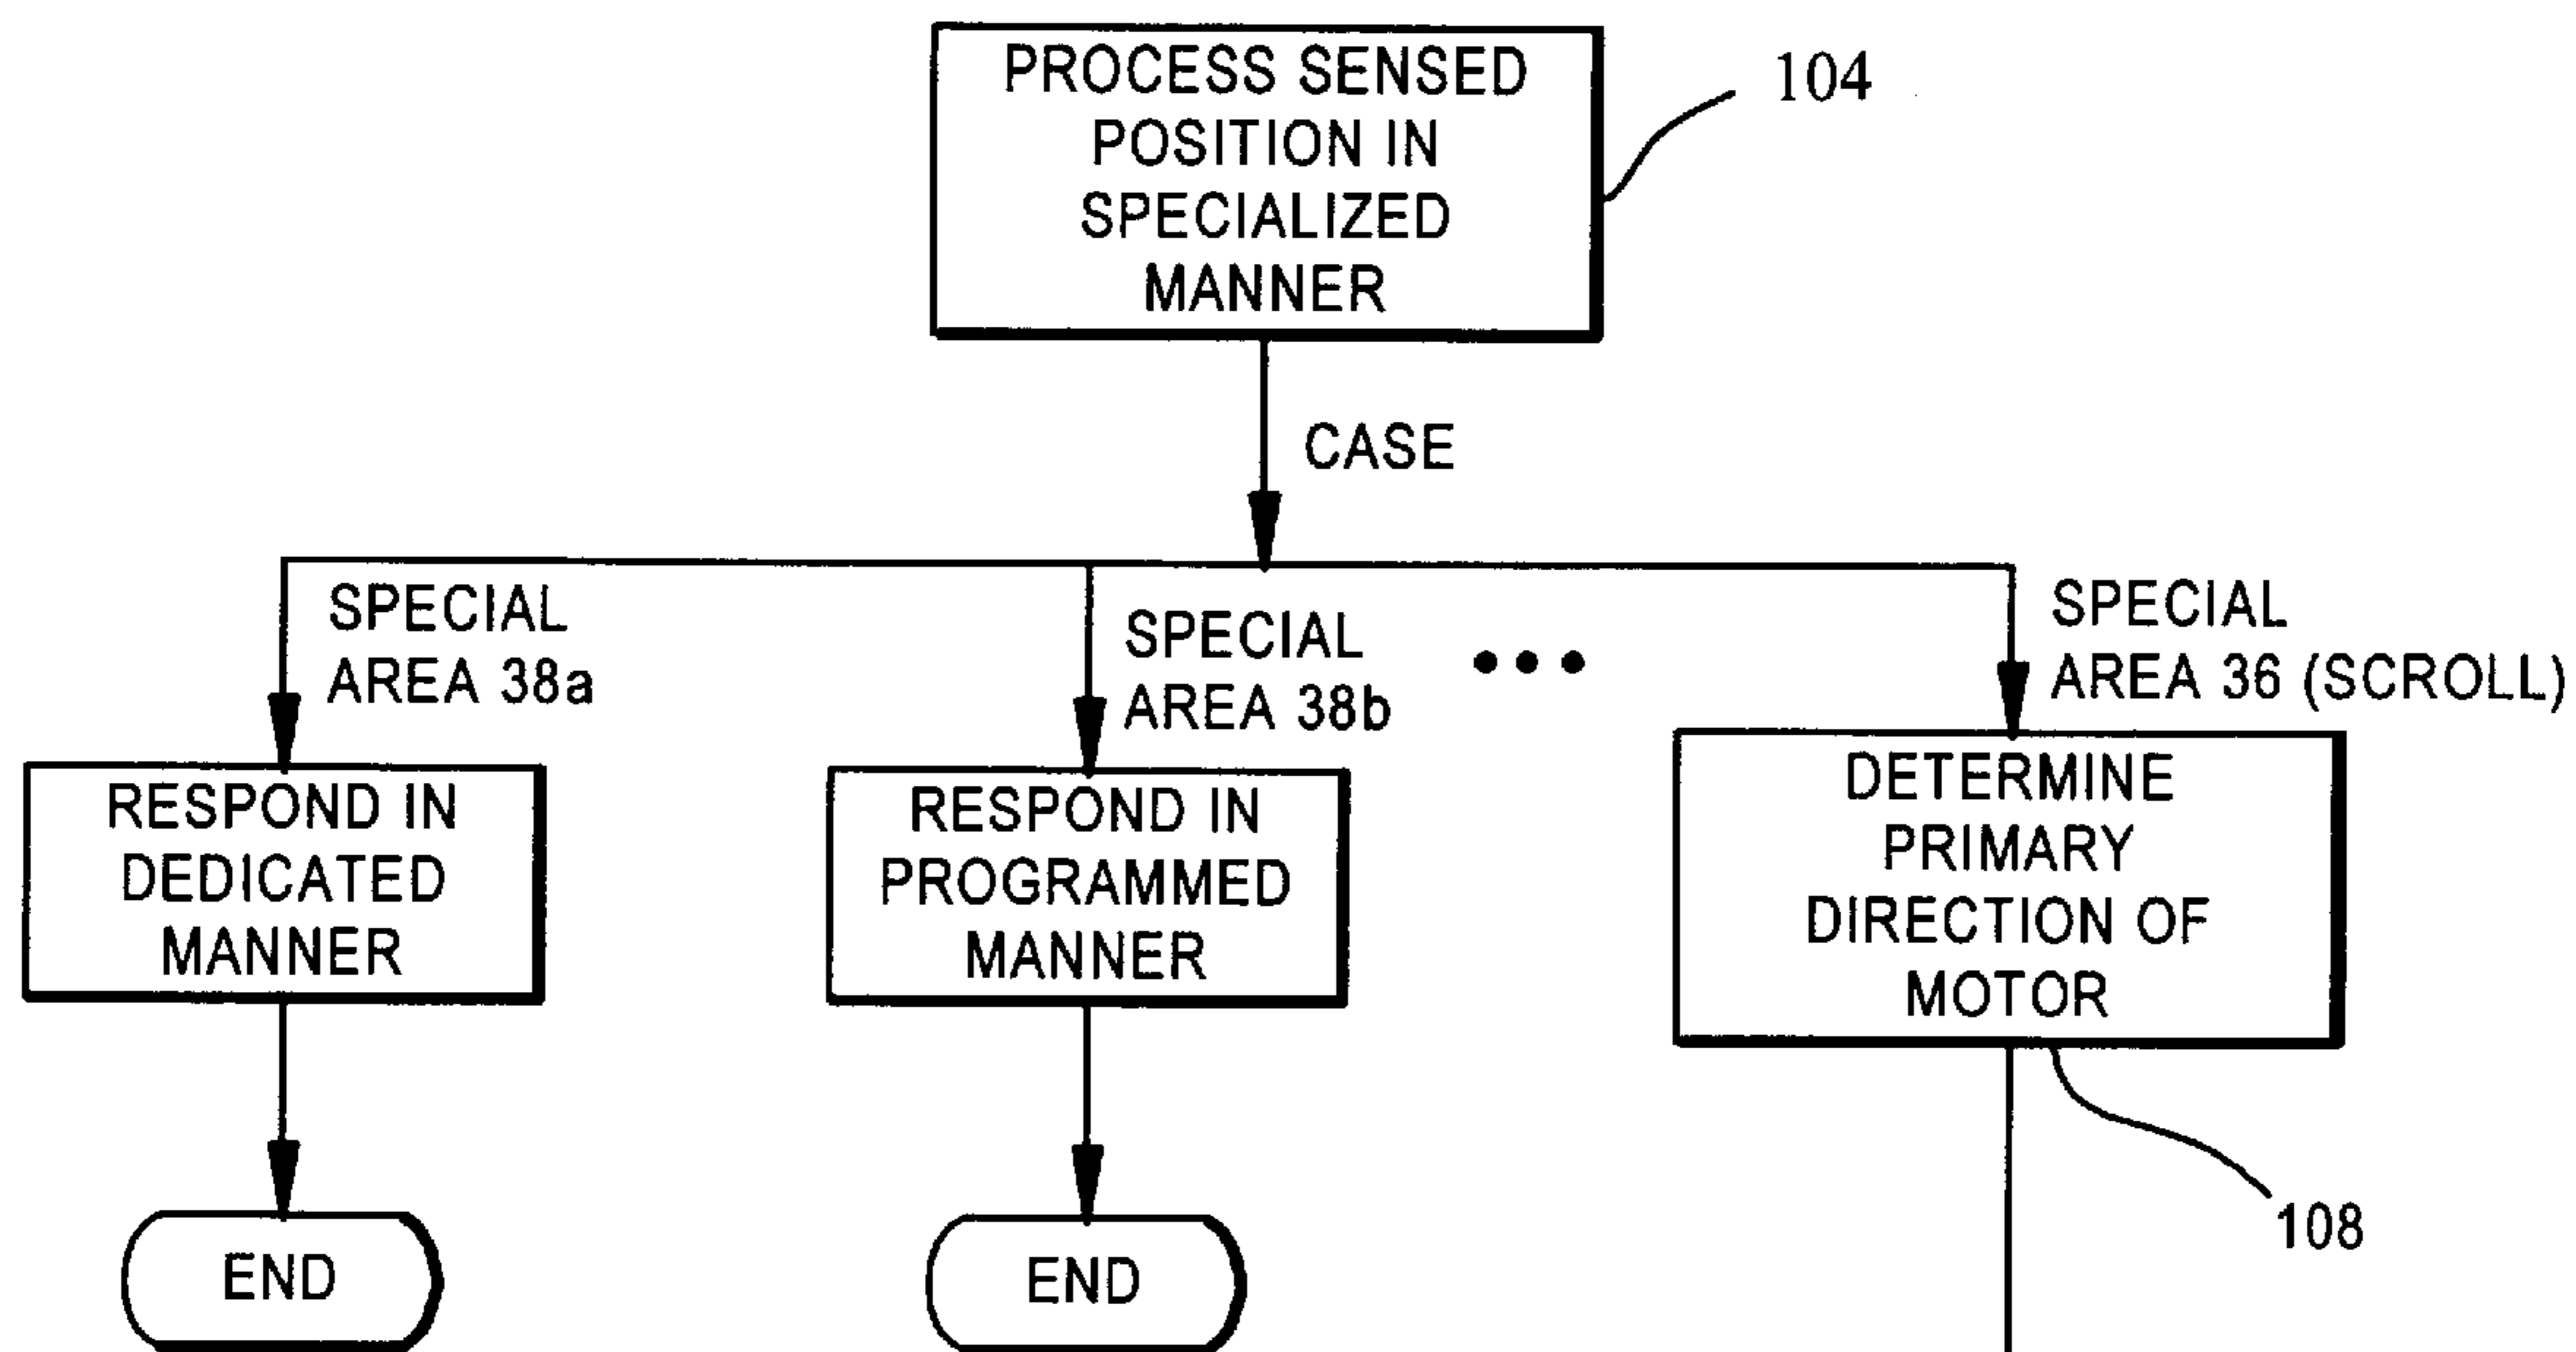 PROCESS SENSED
POSITION IN
SPECIALIZED
MANNER
104
CASE
SPECIAL
AREA 38a
SPECIAL
AREA 38b
SPECIAL
AREA 36 (SCROLL)
RESPOND IN
DEDICATED
MANNER
RESPOND IN
PROGRAMMED
MANNER
DETERMINE
PRIMARY
DIRECTION OF
MOTOR
108
END
END